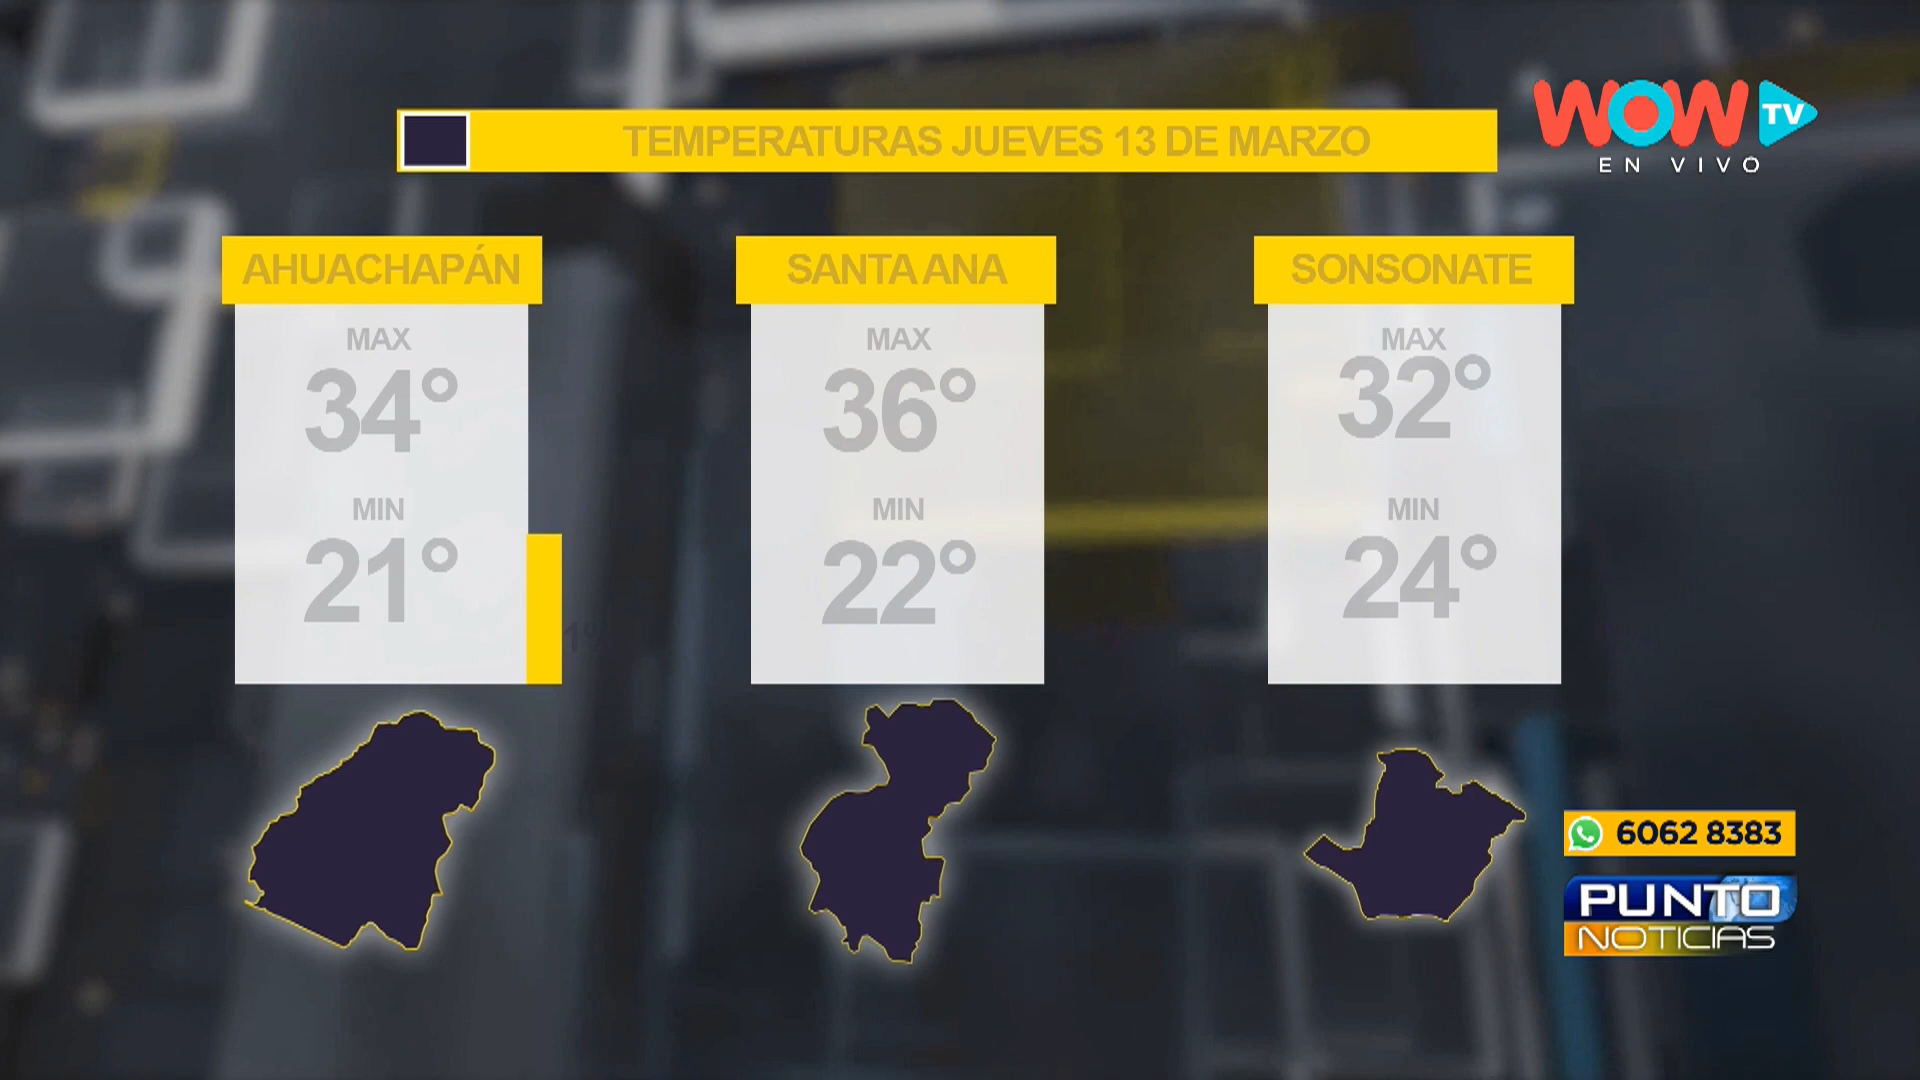 TEMPERATURAS JUEVES 13 DE MARZO
WOW TV
EN VIVO
AHUACHAPÁN
MAX
34°
MIN
21°
SANTA ANA
MAX
36°
MIN
22°
SONSONATE
MAX
32°
MIN
24°
6062 8383
PUNTO
NOTICIAS